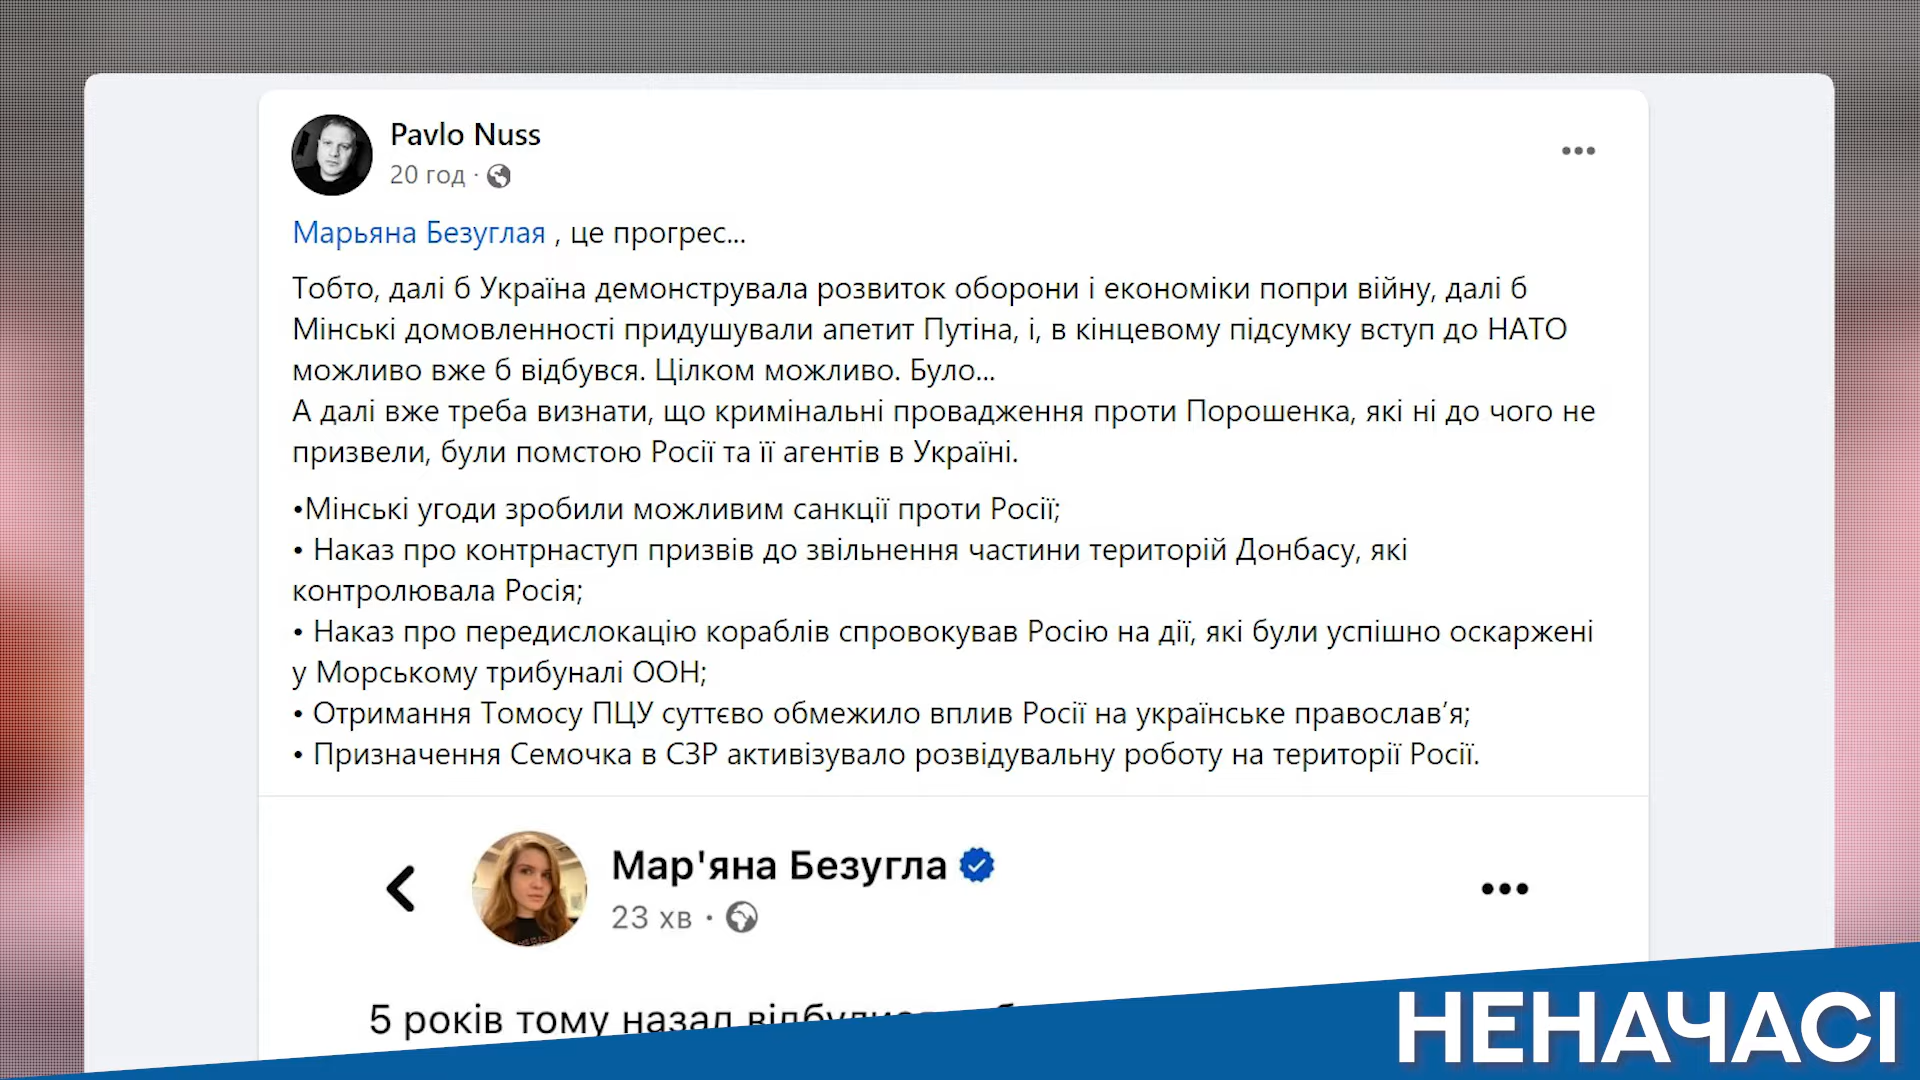 Pavlo Nuss
20 год ·
Марьяна Безуглая , це прогрес...
Тобто, далі б Україна демонструвала розвиток оборони і економіки попри війну, далі б
Мінські домовленності придушували апетит Путіна, і, в кінцевому підсумку вступ до НАТО
можливо вже б відбувся. Цілком можливо. Було...
А далі вже треба визнати, що кримінальні провадження проти Порошенка, які ні до чого не
призвели, були помстою Росії та її агентів в Україні.
•Мінські угоди зробили можливим санкції проти Росії;
• Наказ про контрнаступ призвів до звільнення частини територій Донбасу, які
контролювала Росія;
• Наказ про передислокацію кораблів спровокував Росію на дії, які були успішно оскаржені
у Морському трибуналі ООН;
• Отримання Томосу ПЦУ суттєво обмежило вплив Росії на українське православ’я;
• Призначення Семочка в СЗР активізувало розвідувальну роботу на території Росії.
Мар'яна Безугла
23 хв ·
5 років тому назад
НЕНАЧАСІ